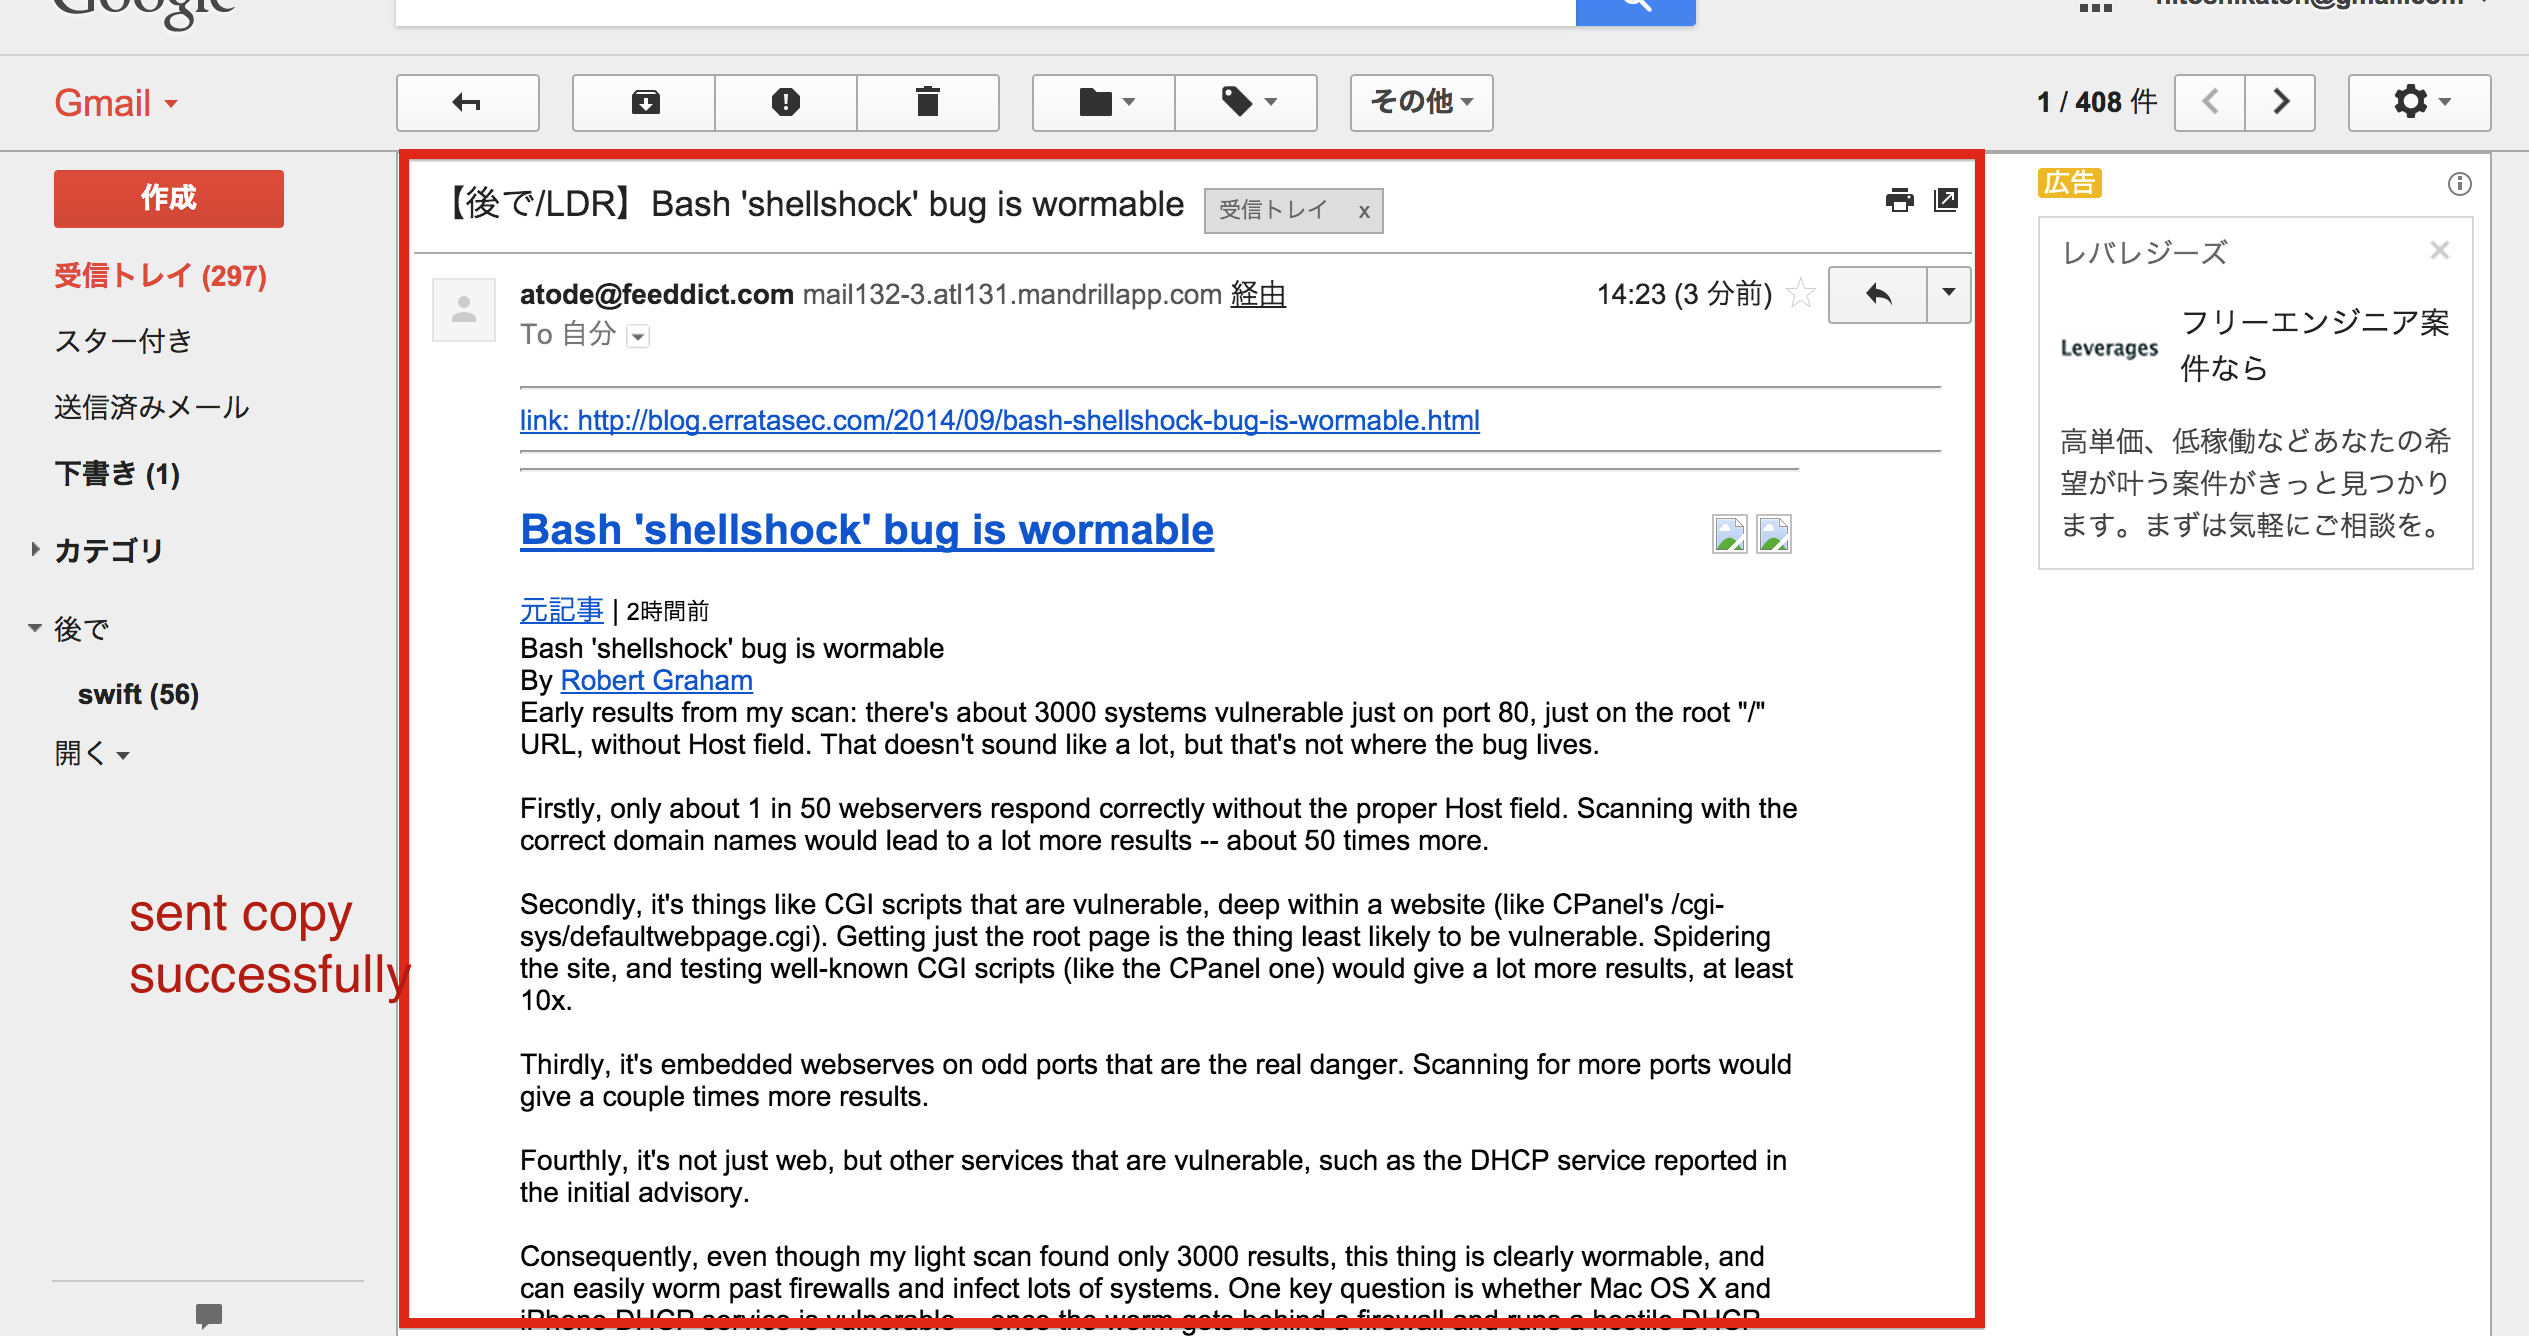 Google
Gmail
その他
1 / 408 件
作成
受信トレイ (297)
スター付き
送信済みメール
下書き (1)
カテゴリ
後で
swift (56)
開く
sent copy
successfully
【後で/LDR】Bash 'shellshock' bug is wormable
受信トレイ x
atode@feeddict.com mail132-3.atl131.mandrillapp.com 経由
14:23 (3 分前)
To 自分
link: http://blog.erratasec.com/2014/09/bash-shellshock-bug-is-wormable.html
Bash 'shellshock' bug is wormable
元記事 | 2時間前
Bash 'shellshock' bug is wormable
By Robert Graham
Early results from my scan: there's about 3000 systems vulnerable just on port 80, just on the root "/"
URL, without Host field. That doesn't sound like a lot, but that's not where the bug lives.
Firstly, only about 1 in 50 webservers respond correctly without the proper Host field. Scanning with the
correct domain names would lead to a lot more results -- about 50 times more.
Secondly, it's things like CGI scripts that are vulnerable, deep within a website (like CPanel's /cgi-
sys/defaultwebpage.cgi). Getting just the root page is the thing least likely to be vulnerable. Spidering
the site, and testing well-known CGI scripts (like the CPanel one) would give a lot more results, at least
10x.
Thirdly, it's embedded webserves on odd ports that are the real danger. Scanning for more ports would
give a couple times more results.
Fourthly, it's not just web, but other services that are vulnerable, such as the DHCP service reported in
the initial advisory.
Consequently, even though my light scan found only 3000 results, this thing is clearly wormable, and
can easily worm past firewalls and infect lots of systems. One key question is whether Mac OS X and
iPhone DHCP service is vulnerable -- once the worm gets behind a firewall and runs a hostile DHCP
広告
レバレジーズ
Leverages
フリーエンジニア案
件なら
高単価、低稼働などあなたの希
望が叶う案件がきっと見つかり
ます。まずは気軽にご相談を。